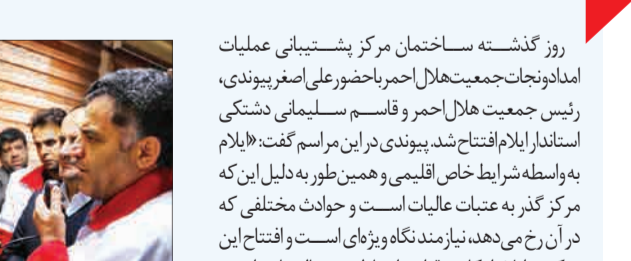 روز گذشته ساختمان مرکز پشتیبانی عملیات
امدادونجات‌جمعیت‌هلال‌احمر‌باحضور‌علی‌اصغر‌پیوندی،
رئیس جمعیت هلال‌احمر و قاسم سلیمانی دشتکی
استاندار ایلام افتتاح شد. پیوندی در این مراسم گفت: «ایلام
به‌واسطه شرایط خاص اقلیمی و همین‌طور به دلیل این که
مرکز گذر به عتبات عالیات است و حوادث مختلفی که
در آن رخ می‌دهد، نیازمند نگاه ویژه‌ای است و افتتاح این